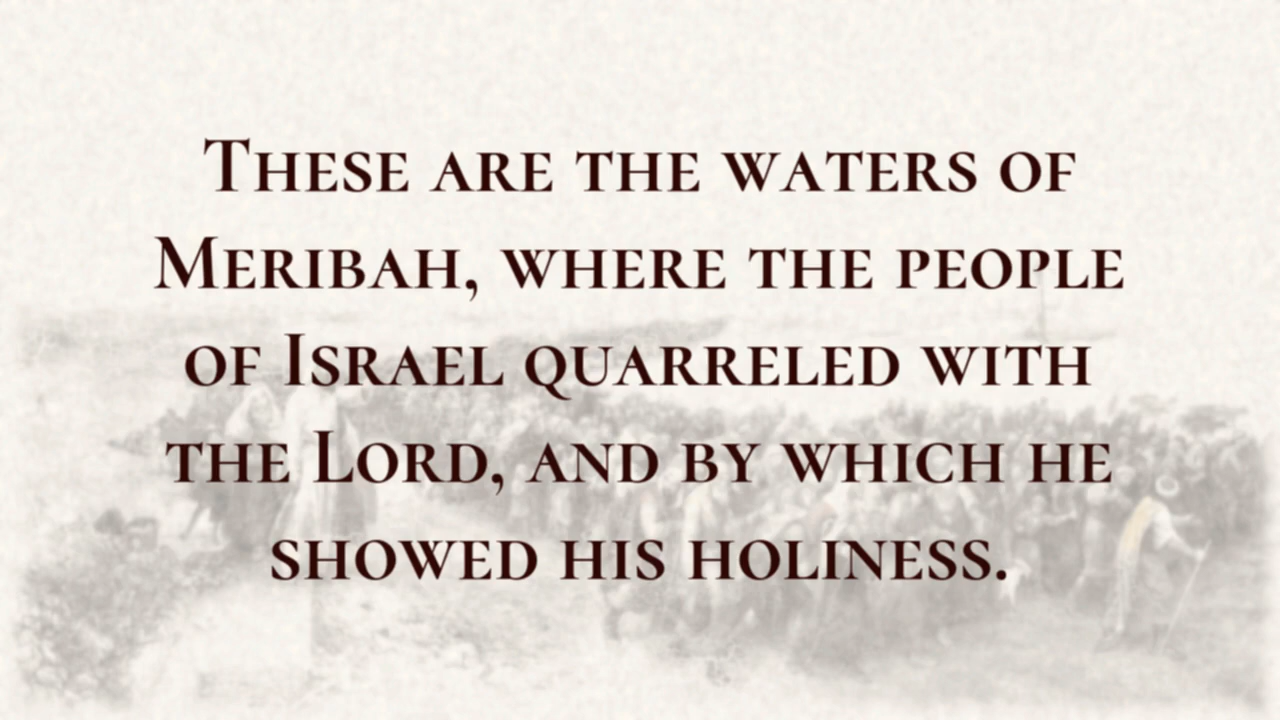 These are the waters of
Meribah, where the people
of Israel quarreled with
the Lord, and by which he
showed his holiness.